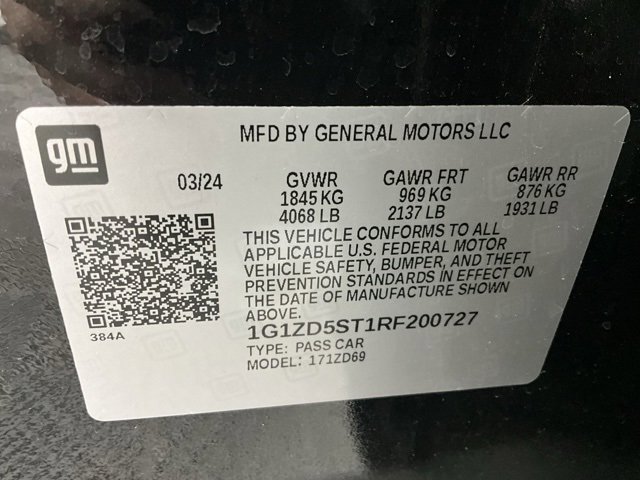 gm
MFD BY GENERAL MOTORS LLC
03/24 GVWR GAWR FRT GAWR RR
1845 KG 969 KG 876 KG
4068 LB 2137 LB 1931 LB
THIS VEHICLE CONFORMS TO ALL
APPLICABLE U.S. FEDERAL MOTOR
VEHICLE SAFETY, BUMPER, AND THEFT
PREVENTION STANDARDS IN EFFECT ON
THE DATE OF MANUFACTURE SHOWN
ABOVE.
384A
1G1ZD5ST1RF200727
TYPE: PASS CAR
MODEL: 171ZD69